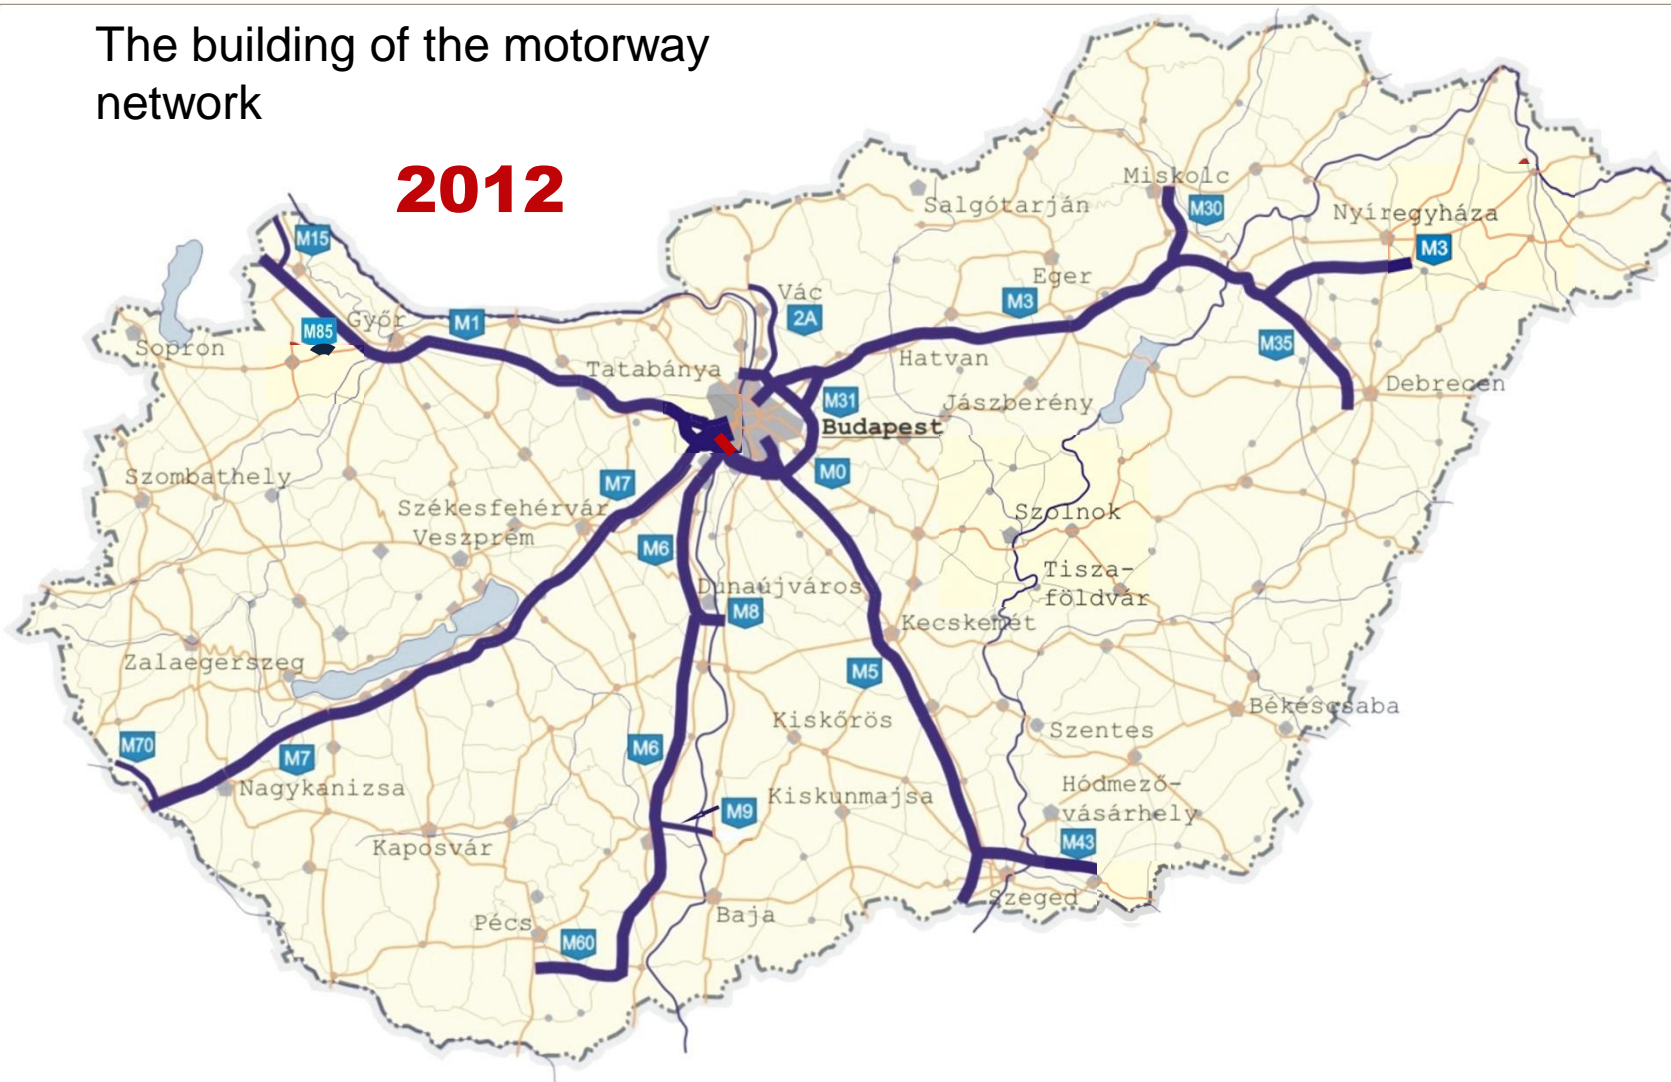 The building of the motorway
network
2012
Miskolc
M30
Salgótarján
Nyíregyháza
M3
M15
Eger
Vác
M3
2A
Győr
M1
M85
Sopron
Hatvan
M35
Tatabánya
Debrecen
M31
Jászberény
Budapest
M0
Szombathely
M7
Székesfehérvár
Szolnok
Veszprém
M6
Tisza-
földvár
Dunaújváros
M8
Kecskemét
Zalaegerszeg
M5
Békéscsaba
Kiskőrös
Szentes
M70
M6
M7
Nagykanizsa
Hódmező-
vásárhely
Kiskunmajsa
M9
M43
Kaposvár
Szeged
Baja
Pécs
M60